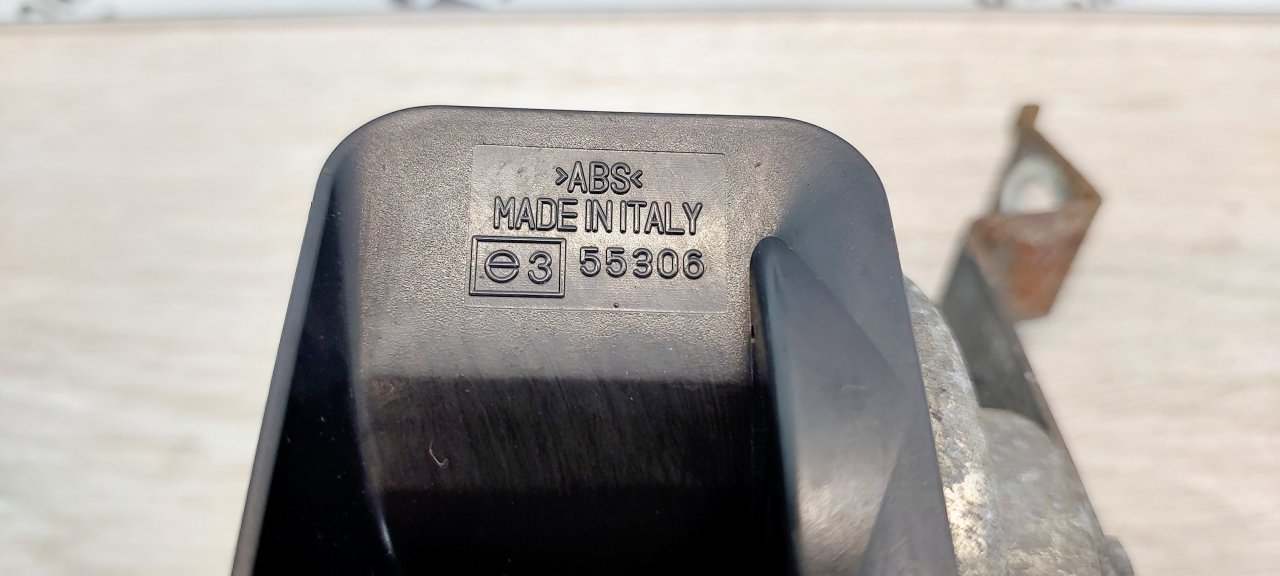 >ABS<
MADE IN ITALY
e3 55306